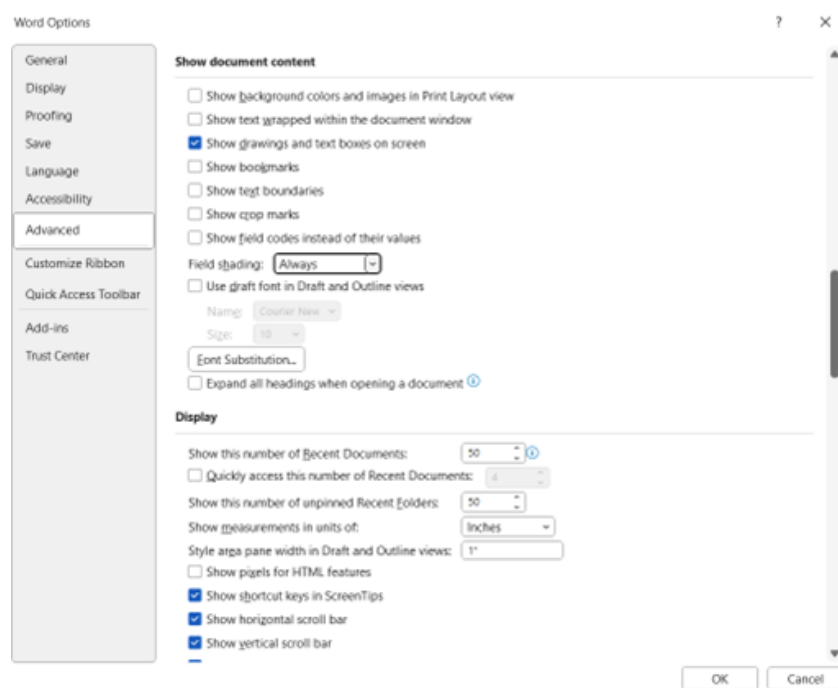 Word Options
?
General
Display
Proofing
Save
Language
Accessibility
Advanced
Customize Ribbon
Quick Access Toolbar
Add-ins
Trust Center
Show document content
Show background colors and images in Print Layout view
Show text wrapped within the document window
Show drawings and text boxes on screen
Show bookmarks
Show text boundaries
Show crop marks
Show field codes instead of their values
Field shading: Always
Use draft font in Draft and Outline views
Name: Courier New
Size: 10
Font Substitution...
Expand all headings when opening a document
Display
Show this number of Recent Documents: 50
Quickly access this number of Recent Documents: 4
Show this number of unpinned Recent Folders: 50
Show measurements in units of: Inches
Style area pane width in Draft and Outline views: 1"
Show pixels for HTML features
Show shortcut keys in ScreenTips
Show horizontal scroll bar
Show vertical scroll bar
OK Cancel